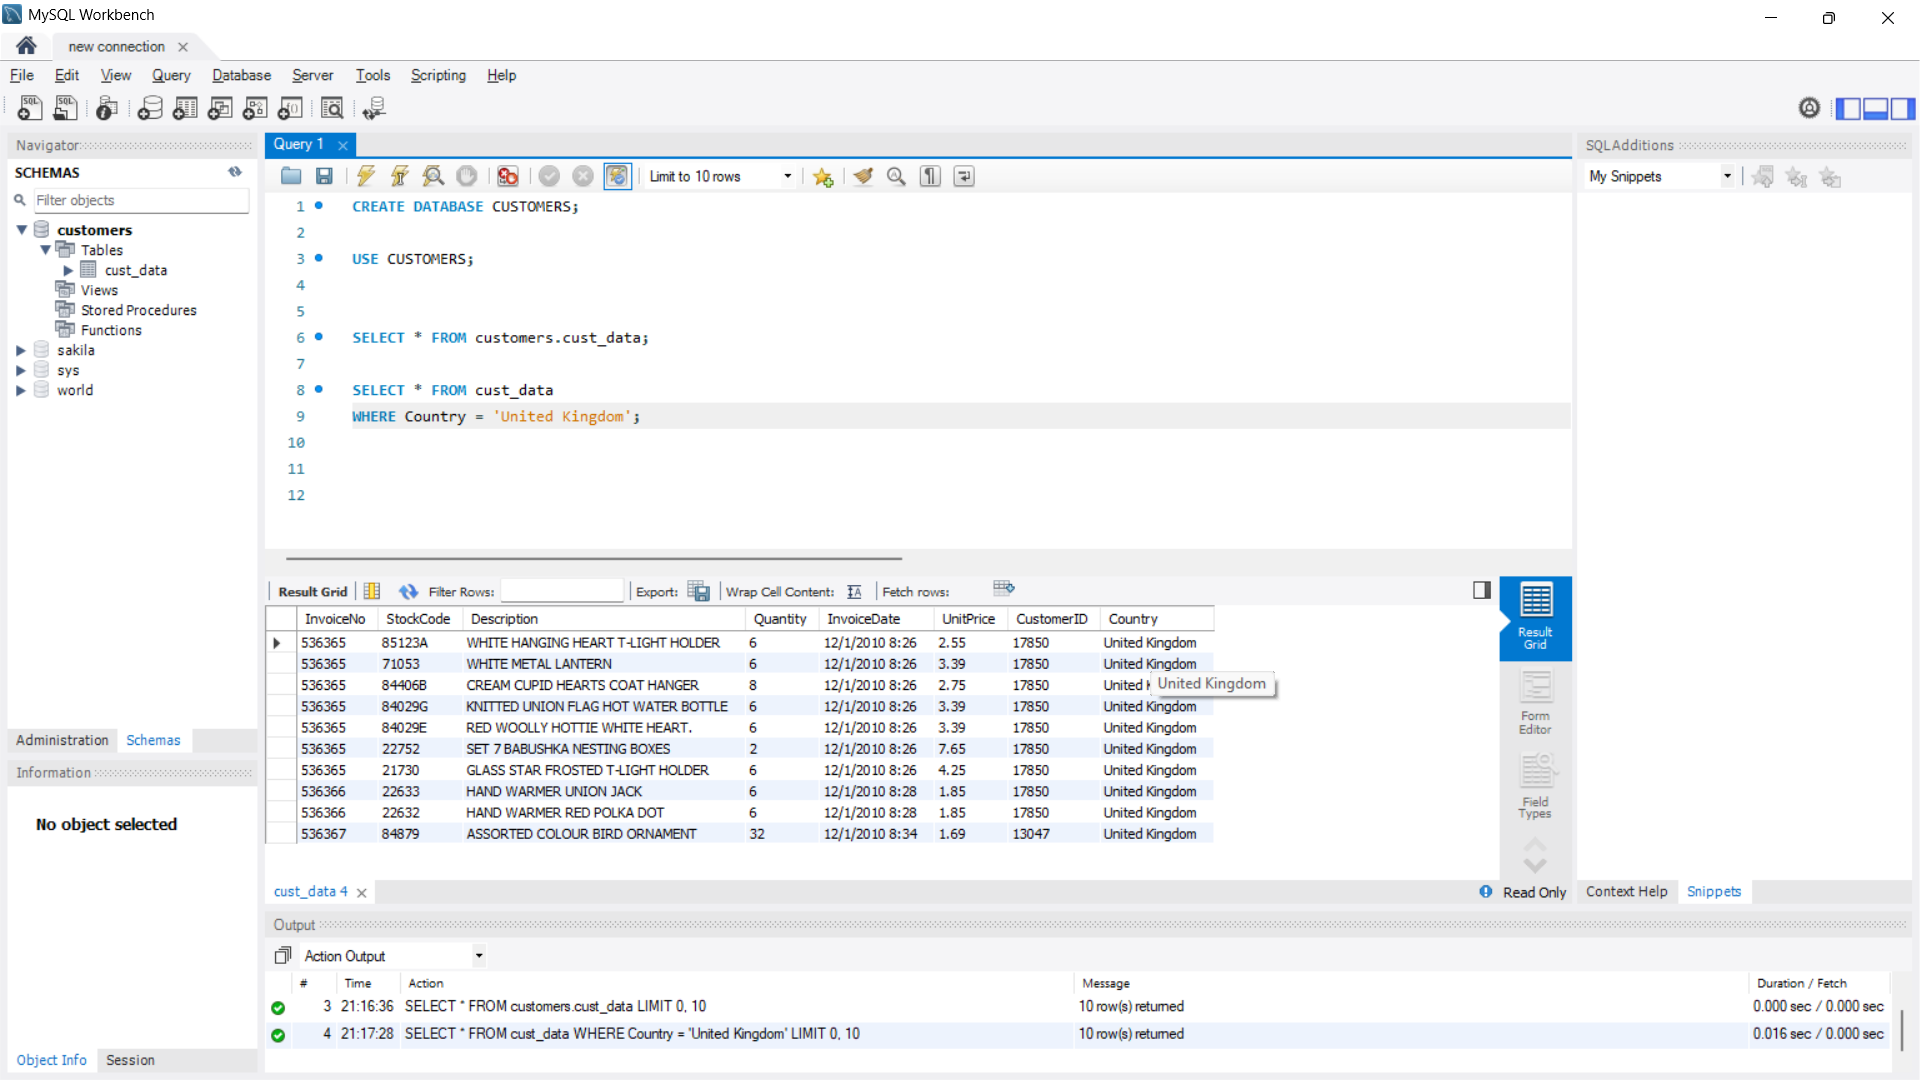 MySQL Workbench
new connection
File Edit View Query Database Server Tools Scripting Help
Navigator
SCHEMAS
Filter objects
customers
Tables
cust_data
Views
Stored Procedures
Functions
sakila
sys
world
Administration Schemas
Information
No object selected
Object Info Session
Query 1
Limit to 10 rows
1 CREATE DATABASE CUSTOMERS;
2
3 USE CUSTOMERS;
4
5
6 SELECT * FROM customers.cust_data;
7
8 SELECT * FROM cust_data
9 WHERE Country = 'United Kingdom';
10
11
12
Result Grid Filter Rows: Export: Wrap Cell Content: Fetch rows:
InvoiceNo StockCode Description Quantity InvoiceDate UnitPrice CustomerID Country
536365 85123A WHITE HANGING HEART T-LIGHT HOLDER 6 12/1/2010 8:26 2.55 17850 United Kingdom
536365 71053 WHITE METAL LANTERN 6 12/1/2010 8:26 3.39 17850 United Kingdom
536365 84406B CREAM CUPID HEARTS COAT HANGER 8 12/1/2010 8:26 2.75 17850 United
United Kingdom
536365 84029G KNITTED UNION FLAG HOT WATER BOTTLE 6 12/1/2010 8:26 3.39 17850 United Kingdom
536365 84029E RED WOOLLY HOTTIE WHITE HEART. 6 12/1/2010 8:26 3.39 17850 United Kingdom
536365 22752 SET 7 BABUSHKA NESTING BOXES 2 12/1/2010 8:26 7.65 17850 United Kingdom
536365 21730 GLASS STAR FROSTED T-LIGHT HOLDER 6 12/1/2010 8:26 4.25 17850 United Kingdom
536366 22633 HAND WARMER UNION JACK 6 12/1/2010 8:28 1.85 17850 United Kingdom
536366 22632 HAND WARMER RED POLKA DOT 6 12/1/2010 8:28 1.85 17850 United Kingdom
536367 84879 ASSORTED COLOUR BIRD ORNAMENT 32 12/1/2010 8:34 1.69 13047 United Kingdom
Result
Grid
Form
Editor
Field
Types
cust_data 4
Read Only
SQLAdditions
My Snippets
Context Help Snippets
Output
Action Output
# Time Action Message Duration / Fetch
3 21:16:36 SELECT * FROM customers.cust_data LIMIT 0, 10 10 row(s) returned 0.000 sec / 0.000 sec
4 21:17:28 SELECT * FROM cust_data WHERE Country = 'United Kingdom' LIMIT 0, 10 10 row(s) returned 0.016 sec / 0.000 sec